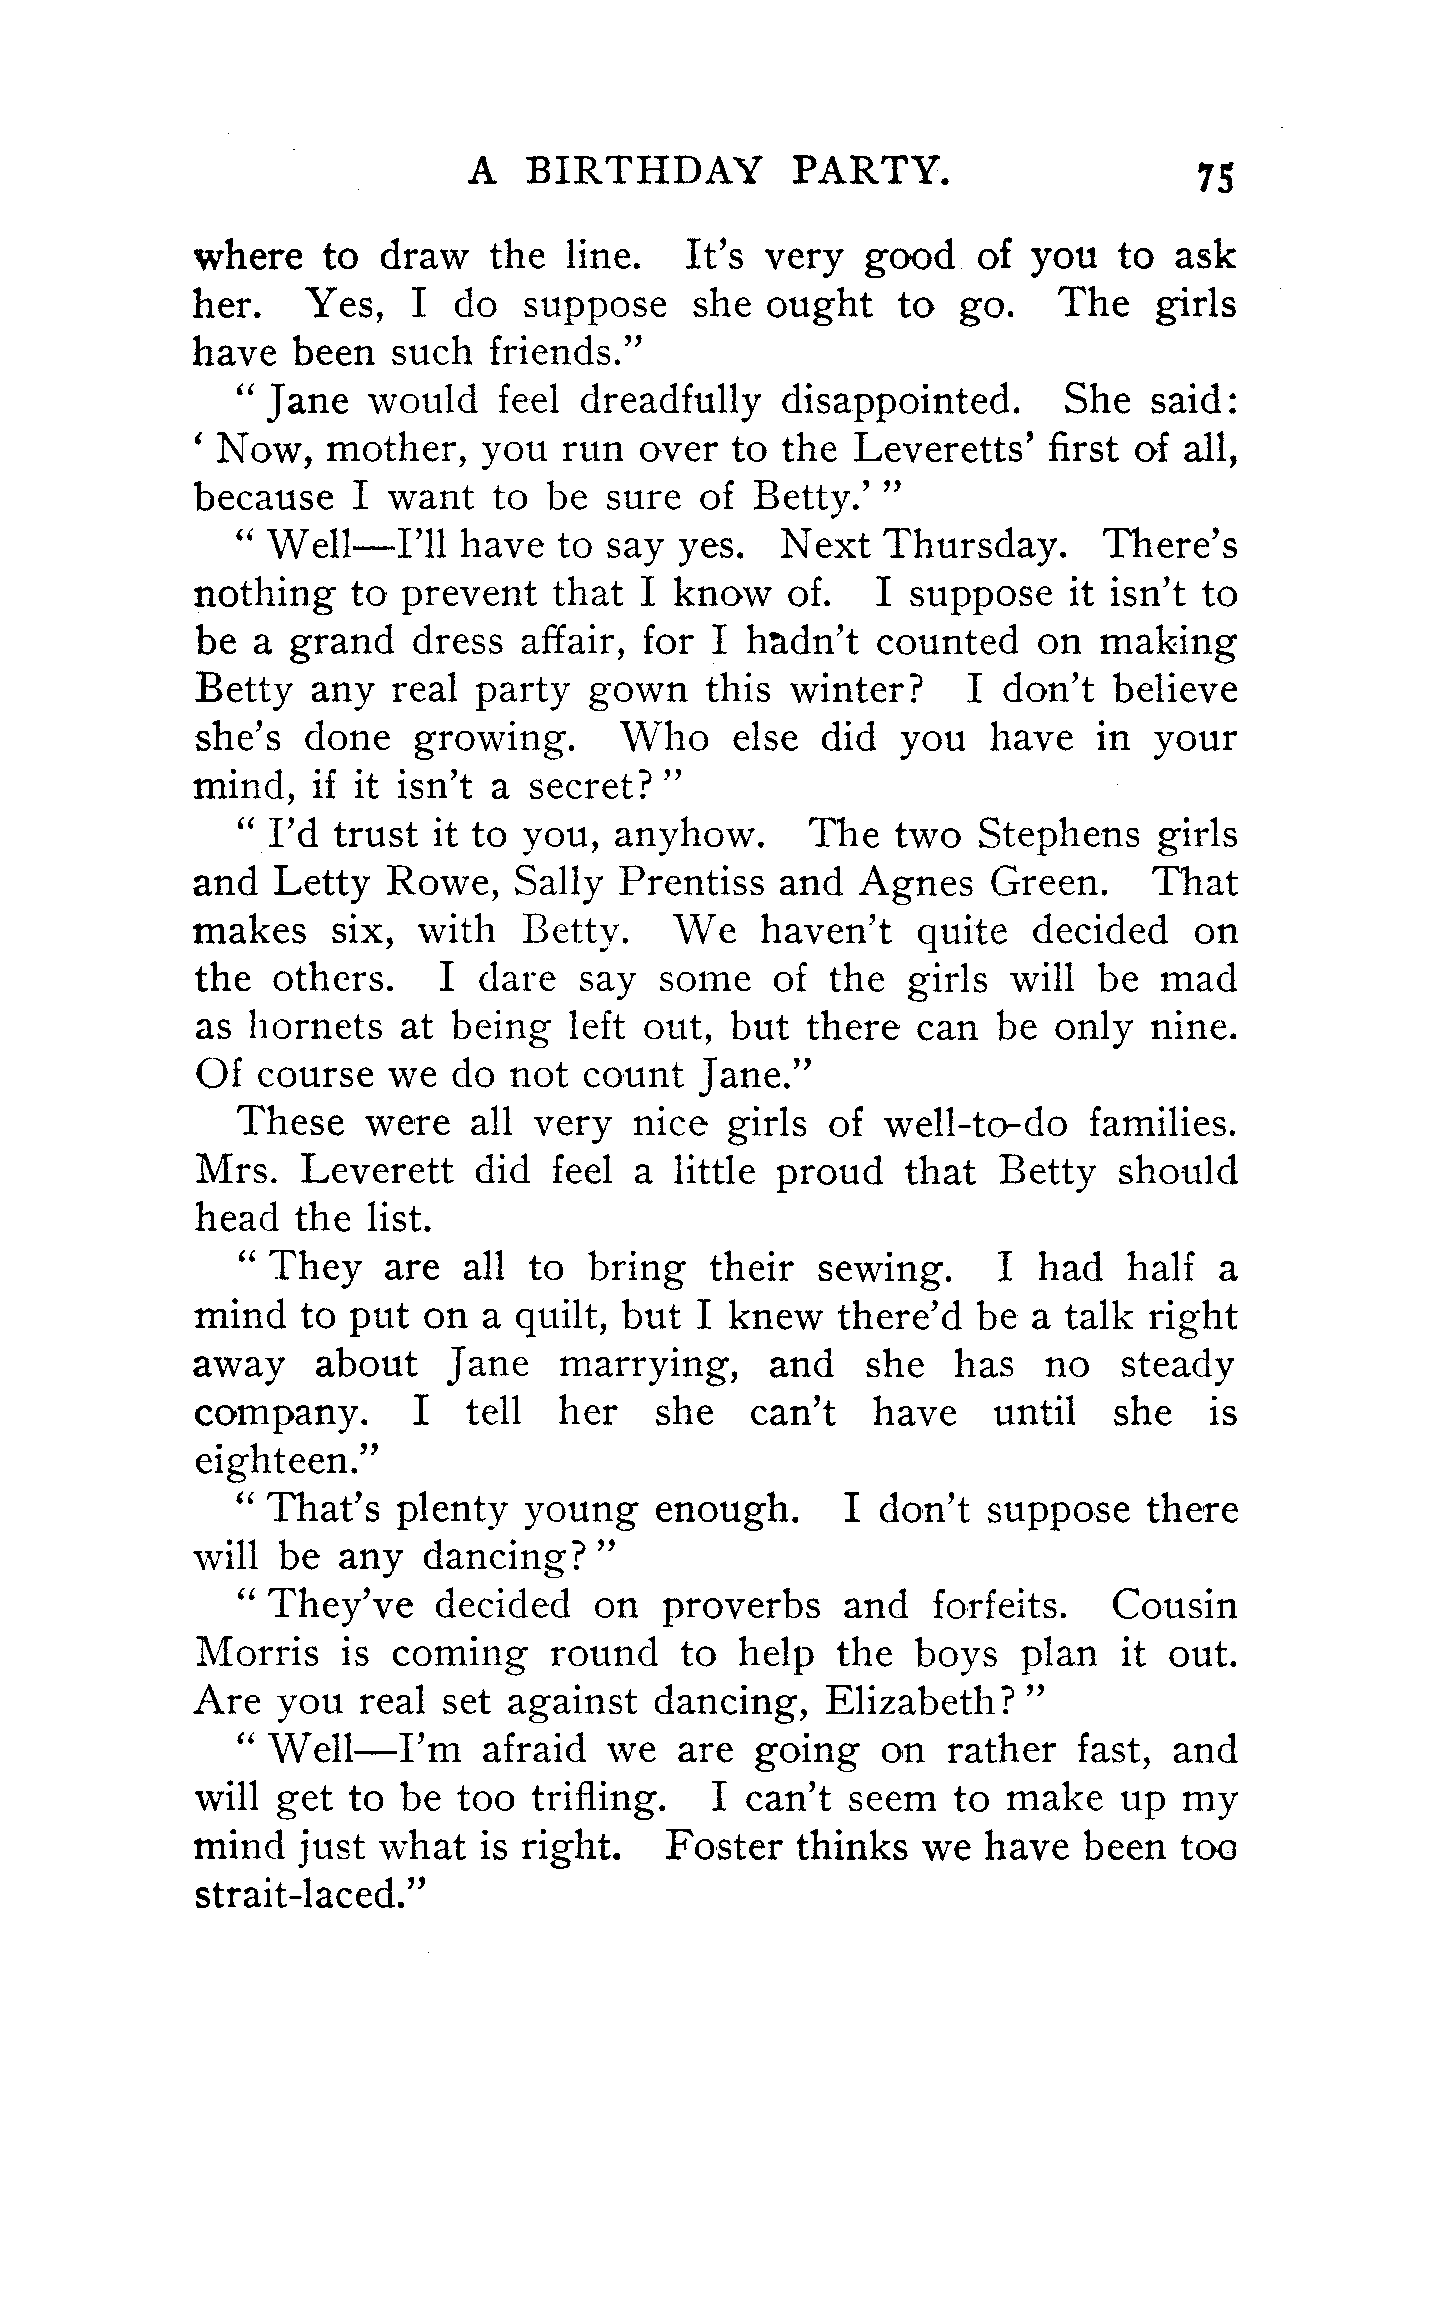 A BIRTHDAY PARTY. 75
where to draw the line. It's very good of you to ask
her. Yes, I do suppose she ought to go. The girls
have been such friends."
" Jane would feel dreadfully disappointed. She said:
' Now, mother, you run over to the Leveretts' first of all,
because I want to be sure of Betty.' "
" Well—I'll have to say yes. Next Thursday. There's
nothing to prevent that I know of. I suppose it isn't to
be a grand dress affair, for I hadn't counted on making
Betty any real party gown this winter? I don't believe
she's done growing. Who else did you have in your
mind, if it isn't a secret? "
" I'd trust it to you, anyhow. The two Stephens girls
and Letty Rowe, Sally Prentiss and Agnes Green. That
makes six, with Betty. We haven't quite decided on
the others. I dare say some of the girls will be mad
as hornets at being left out, but there can be only nine.
Of course we do not count Jane."
These were all very nice girls of well-to-do families.
Mrs. Leverett did feel a little proud that Betty should
head the list.
" They are all to bring their sewing. I had half a
mind to put on a quilt, but I knew there'd be a talk right
away about Jane marrying, and she has no steady
company. I tell her she can't have until she is
eighteen."
" That's plenty young enough. I don't suppose there
will be any dancing? "
" They've decided on proverbs and forfeits. Cousin
Morris is coming round to help the boys plan it out.
Are you real set against dancing, Elizabeth? "
" Well—I'm afraid we are going on rather fast, and
will get to be too trifling. I can't seem to make up my
mind just what is right. Foster thinks we have been too
strait-laced."